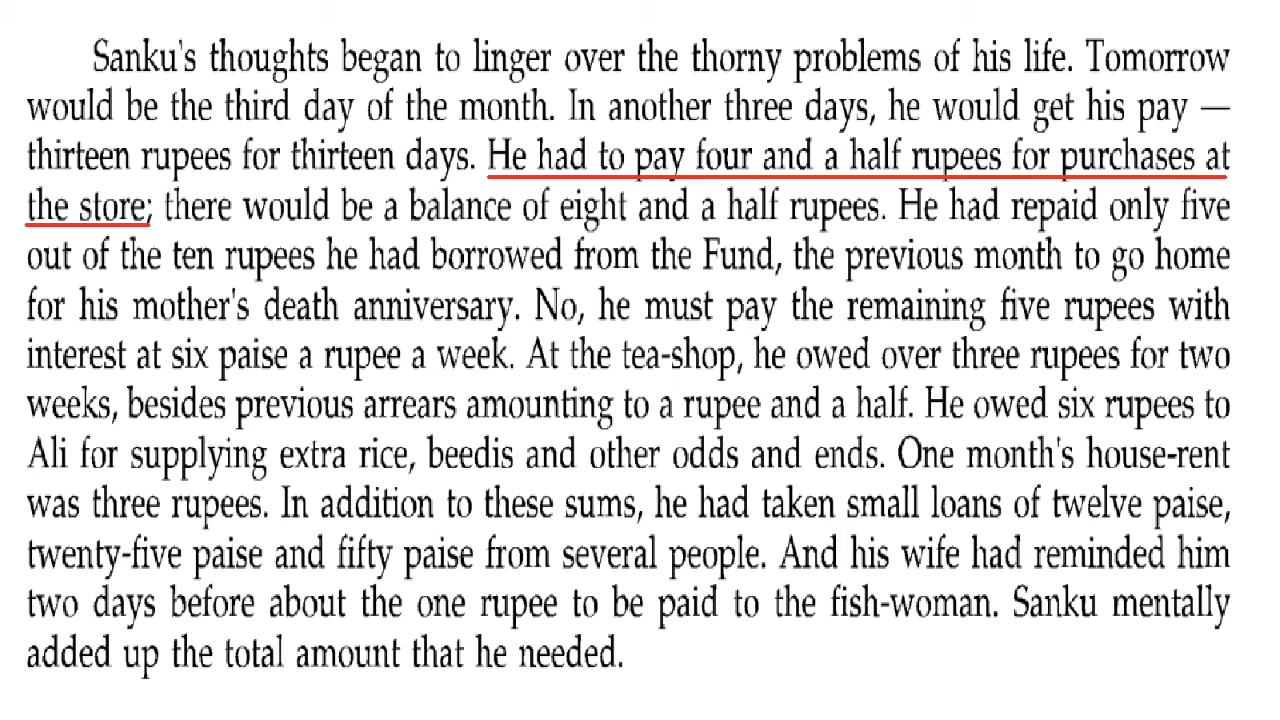 Sanku's thoughts began to linger over the thorny problems of his life. Tomorrow
would be the third day of the month. In another three days, he would get his pay —
thirteen rupees for thirteen days. He had to pay four and a half rupees for purchases at
the store; there would be a balance of eight and a half rupees. He had repaid only five
out of the ten rupees he had borrowed from the Fund, the previous month to go home
for his mother's death anniversary. No, he must pay the remaining five rupees with
interest at six paise a rupee a week. At the tea-shop, he owed over three rupees for two
weeks, besides previous arrears amounting to a rupee and a half. He owed six rupees to
Ali for supplying extra rice, beedis and other odds and ends. One month's house-rent
was three rupees. In addition to these sums, he had taken small loans of twelve paise,
twenty-five paise and fifty paise from several people. And his wife had reminded him
two days before about the one rupee to be paid to the fish-woman. Sanku mentally
added up the total amount that he needed.